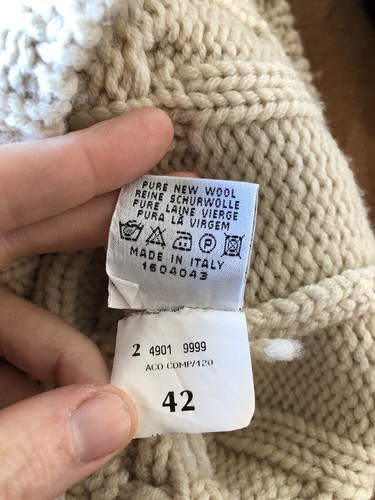 PURE NEW WOOL
REINE SCHURWOLLE
PURE LAINE VIERGE
PURA LÀ VIRGEM
P
MADE IN ITALY
1604043
2 4901 9999
ACO COMP/120
42